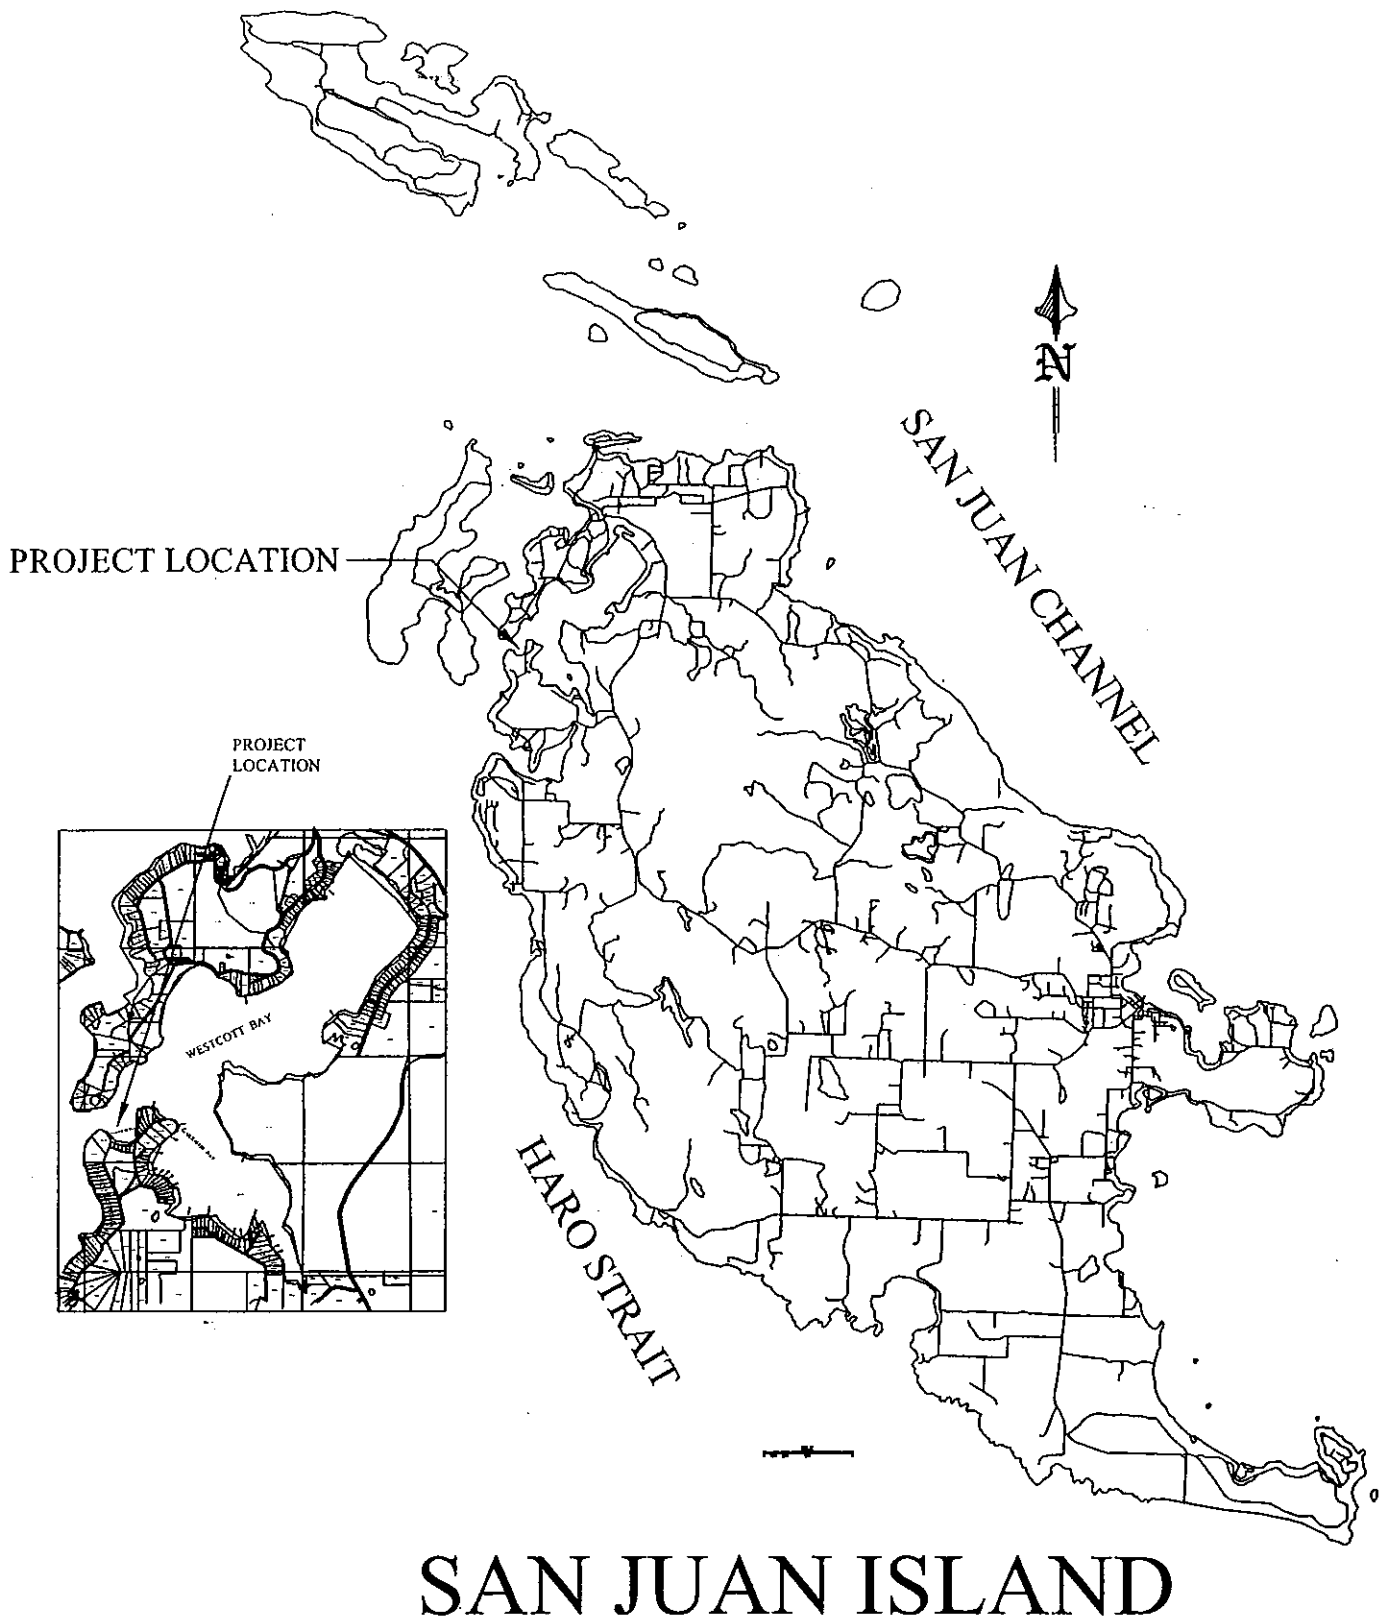 N
SAN JUAN CHANNEL
PROJECT LOCATION
PROJECT
LOCATION
WESTCOTT BAY
HARO STRAIT
SAN JUAN ISLAND